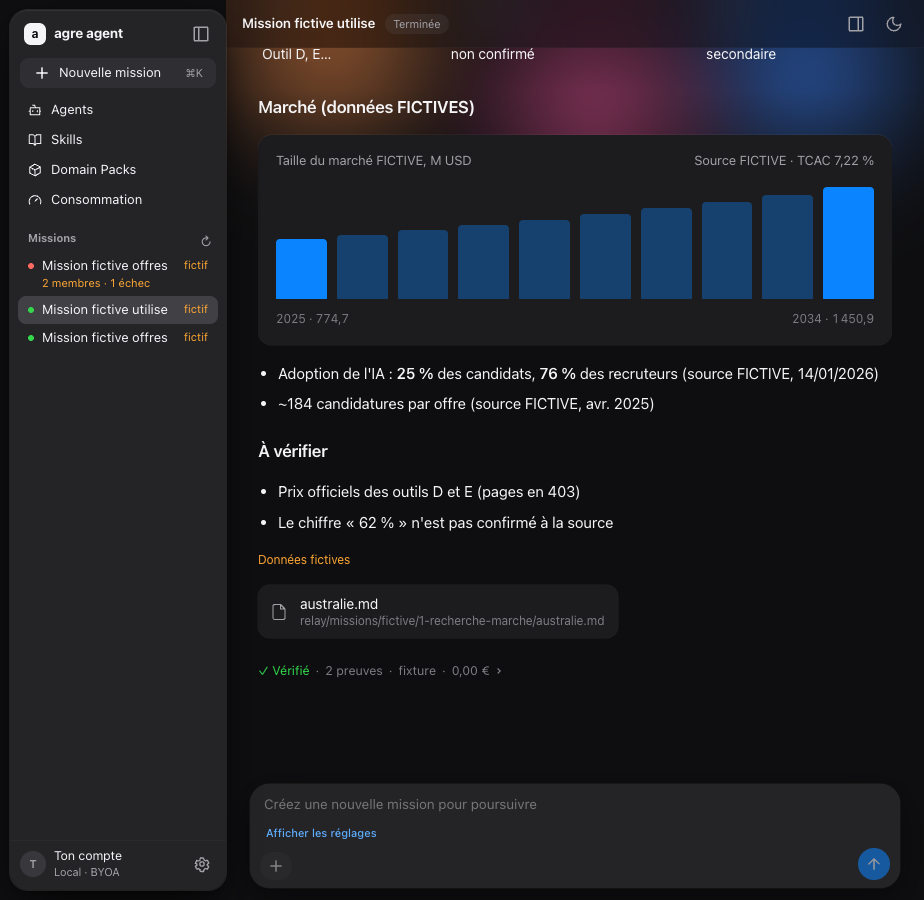 a agre agent
Nouvelle mission ⌘K
Agents
Skills
Domain Packs
Consommation
Missions
Mission fictive offres fictif
2 membres · 1 échec
Mission fictive utilise fictif
Mission fictive offres fictif
T
Ton compte
Local · BYOA
Mission fictive utilise Terminée
Outil D, E... non confirmé secondaire
Marché (données FICTIVES)
Taille du marché FICTIVE, M USD Source FICTIVE · TCAC 7,22 %
2025 · 774,7 2034 · 1 450,9
• Adoption de l'IA : 25 % des candidats, 76 % des recruteurs (source FICTIVE, 14/01/2026)
• ~184 candidatures par offre (source FICTIVE, avr. 2025)
À vérifier
• Prix officiels des outils D et E (pages en 403)
• Le chiffre « 62 % » n'est pas confirmé à la source
Données fictives
australie.md
relay/missions/fictive/1-recherche-marche/australie.md
✓ Vérifié · 2 preuves · fixture · 0,00 € ›
Créez une nouvelle mission pour poursuivre
Afficher les réglages